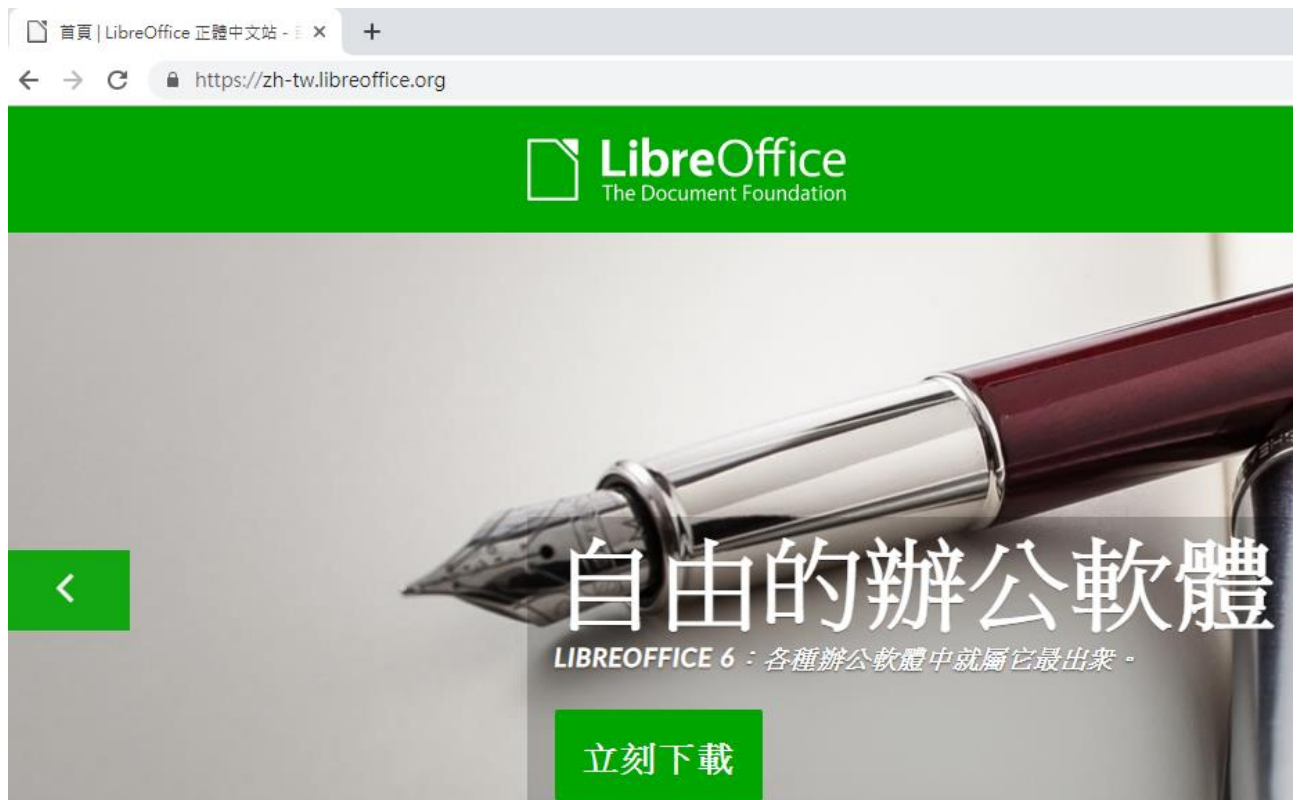 首頁 | LibreOffice 正體中文站 -
https://zh-tw.libreoffice.org
LibreOffice
The Document Foundation
自由的辦公軟體
LIBREOFFICE 6：各種辦公軟體中就屬它最出眾。
立刻下載